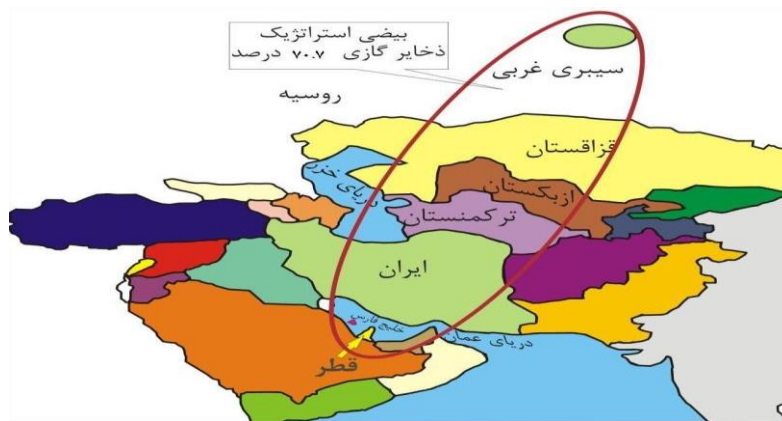 بیضی استراتژیک
ذخایر گازی ۷۰.۷ درصد
سیبری غربی
روسیه
قزاقستان
دریای خزر
ازبکستان
ترکمنستان
ایران
خلیج فارس
دریای عمان
قطر